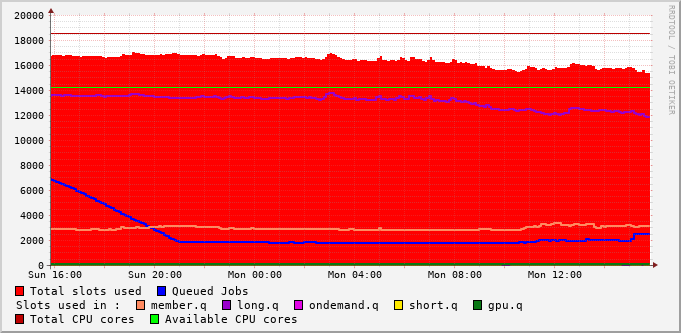 20000
18000
16000
14000
12000
10000
8000
6000
4000
2000
0
Sun 16:00 Sun 20:00 Mon 00:00 Mon 04:00 Mon 08:00 Mon 12:00
RRDTOOL / TOBI OETIKER
Total slots used Queued Jobs
Slots used in : member.q long.q ondemand.q short.q gpu.q
Total CPU cores Available CPU cores